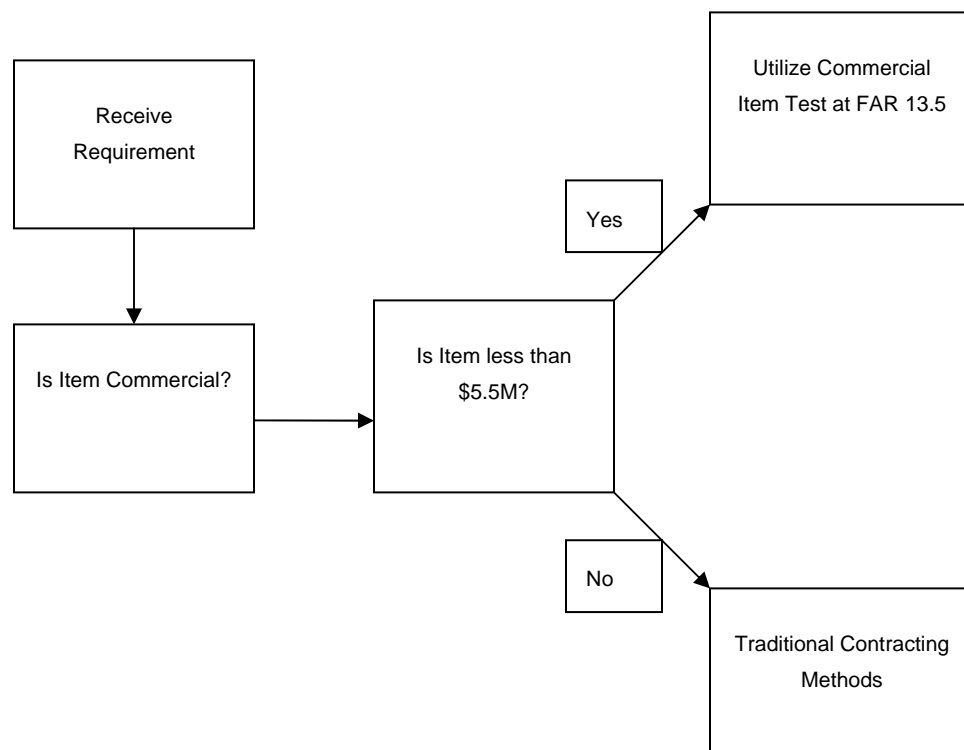 Receive
Requirement
Is Item Commercial?
Is Item less than
$5.5M?
Yes
Utilize Commercial
Item Test at FAR 13.5
No
Traditional Contracting
Methods